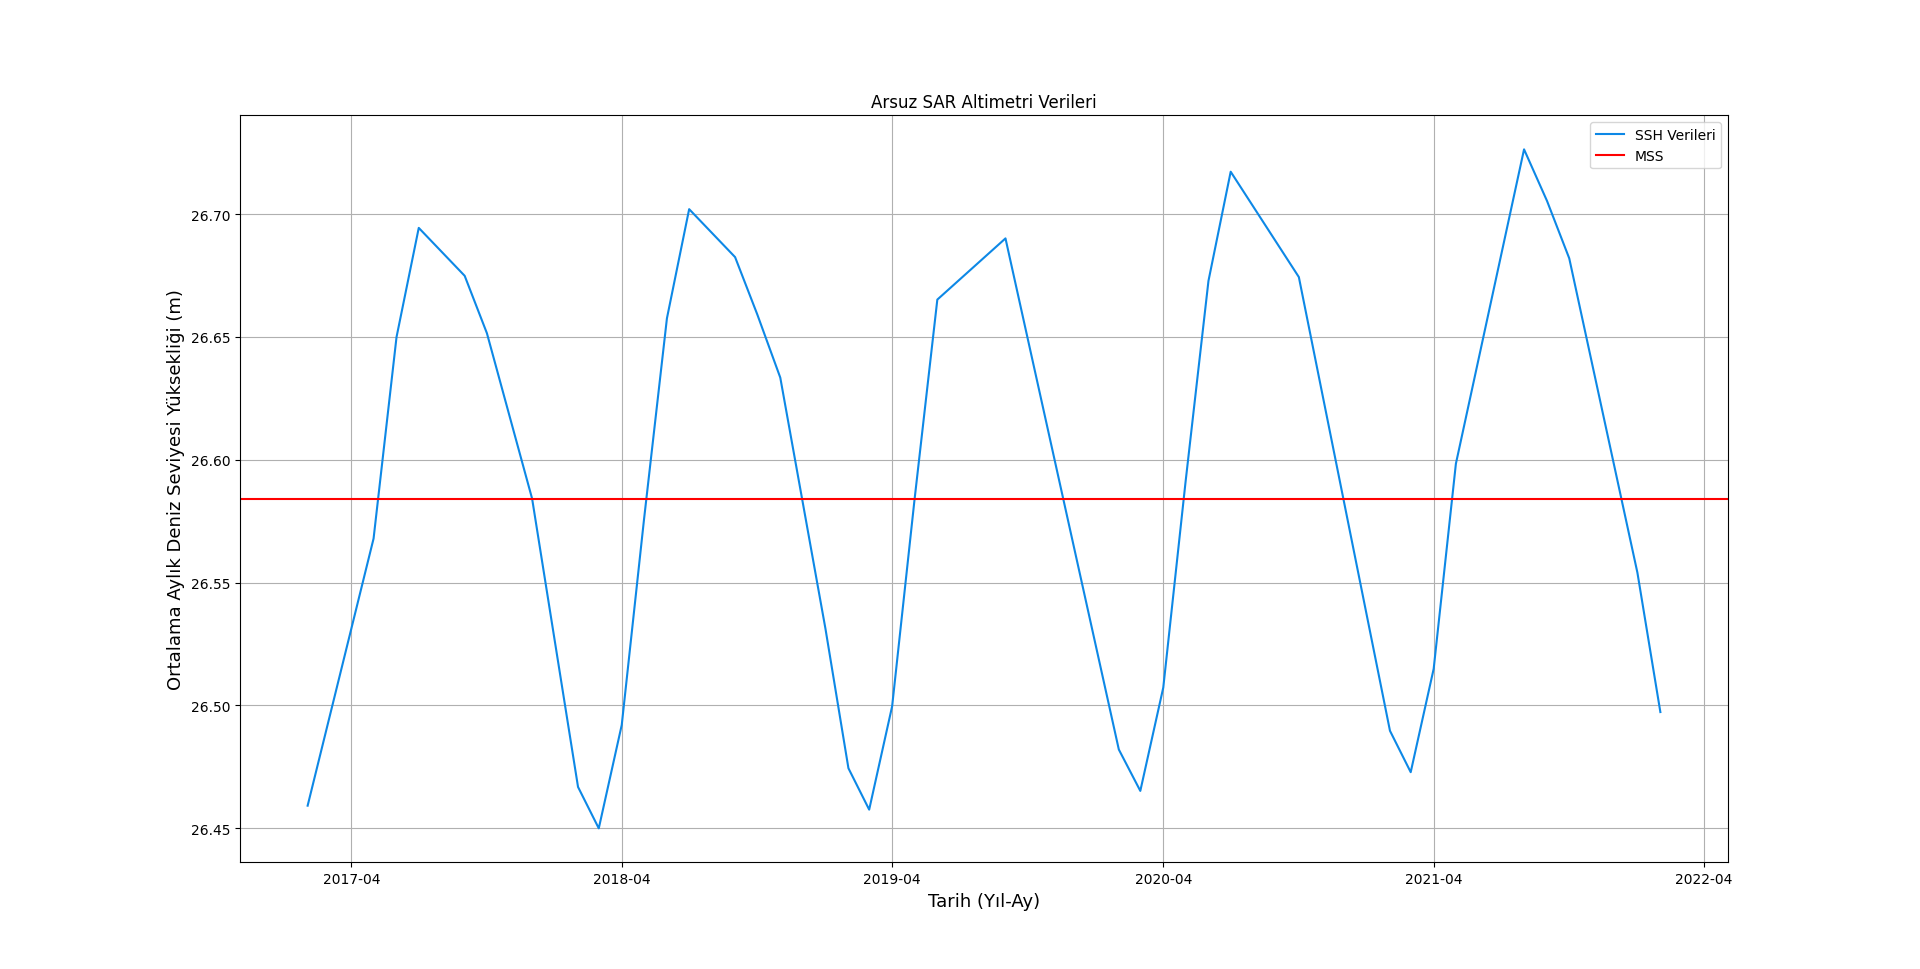 Arsuz SAR Altimetri Verileri
SSH Verileri
MSS
Ortalama Aylık Deniz Seviyesi Yüksekliği (m)
26.70
26.65
26.60
26.55
26.50
26.45
2017-04
2018-04
2019-04
2020-04
2021-04
2022-04
Tarih (Yıl-Ay)